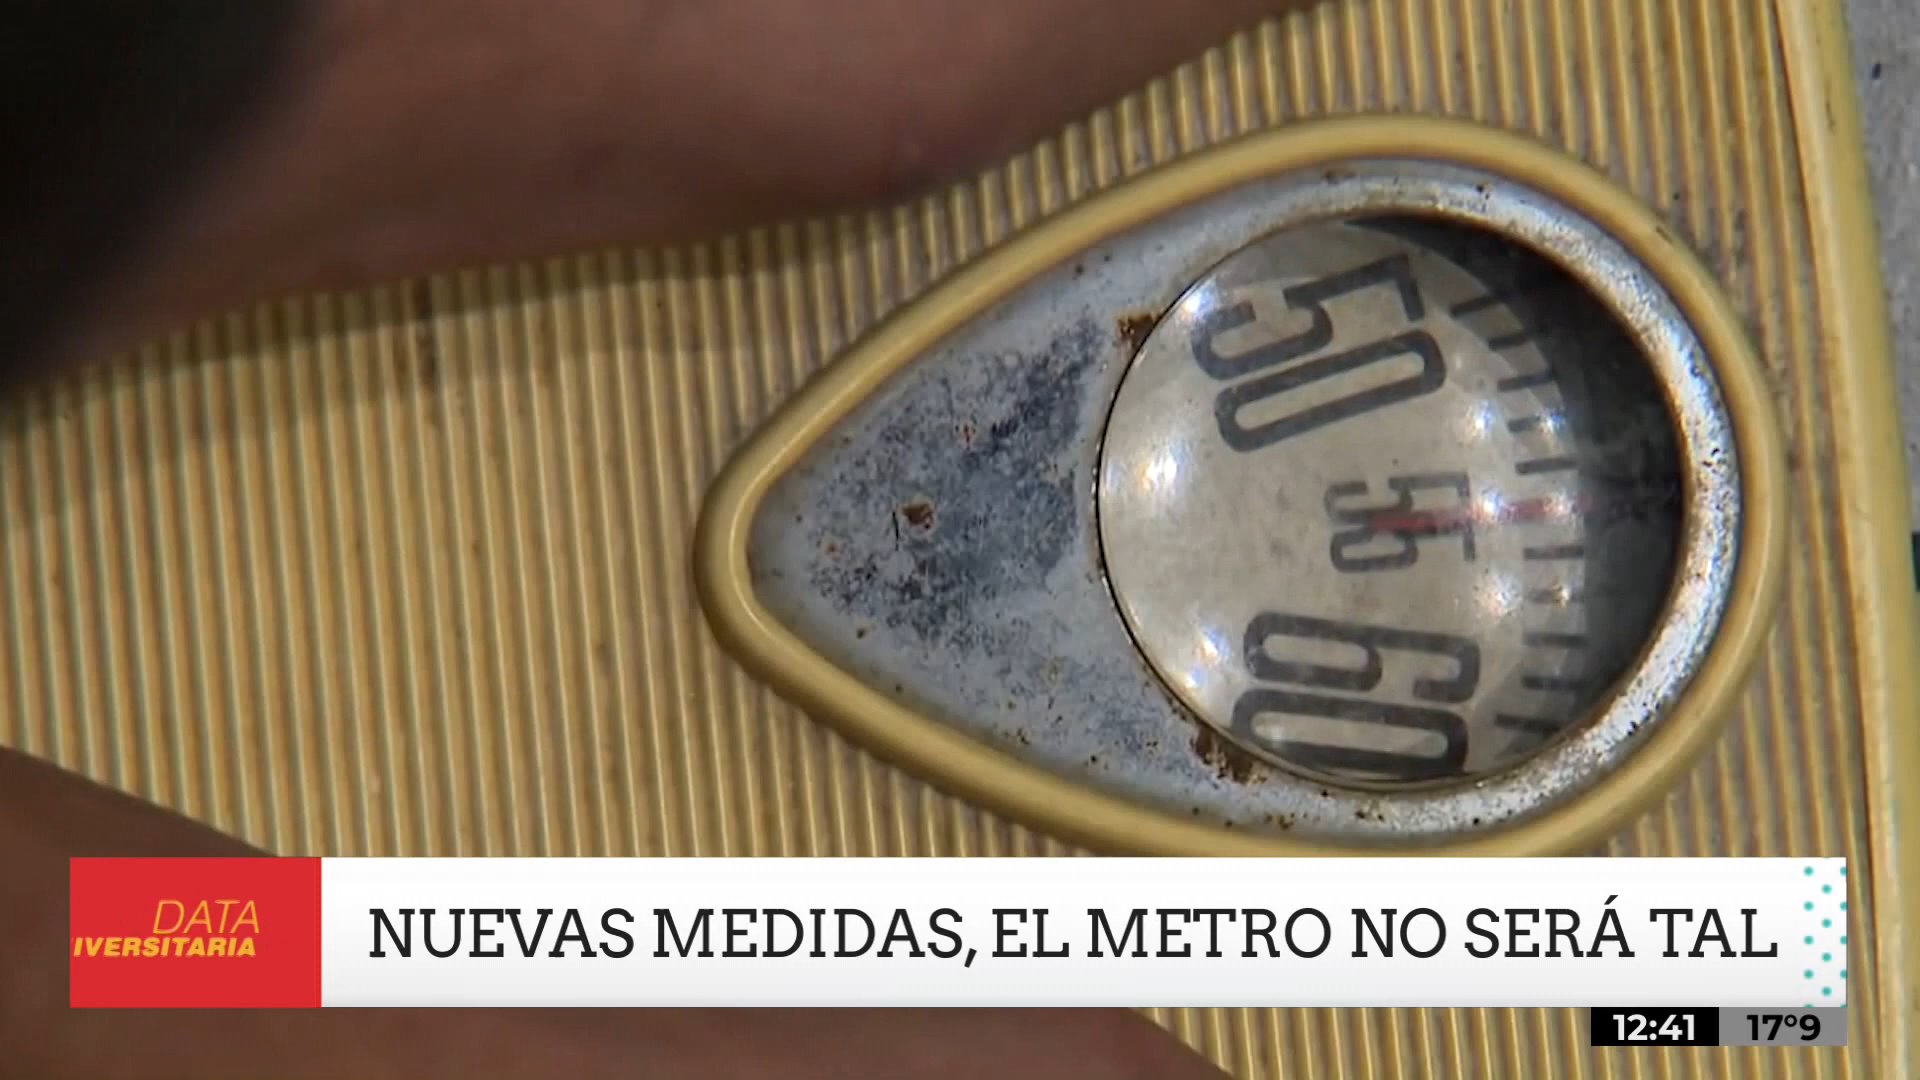 50
55
60
DATA
IVERSITARIA
NUEVAS MEDIDAS, EL METRO NO SERÁ TAL
12:41 17°9